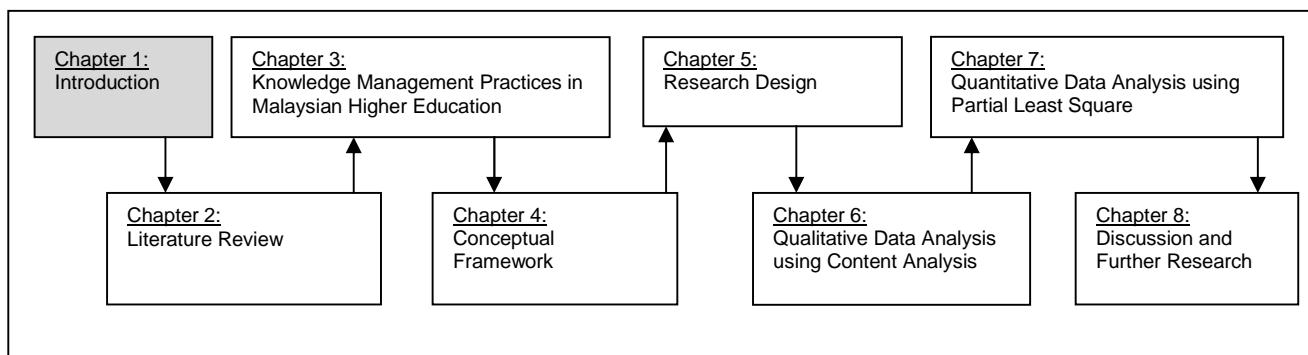 Chapter 1:
Introduction
Chapter 2:
Literature Review
Chapter 3:
Knowledge Management Practices in
Malaysian Higher Education
Chapter 4:
Conceptual
Framework
Chapter 5:
Research Design
Chapter 6:
Qualitative Data Analysis
using Content Analysis
Chapter 7:
Quantitative Data Analysis using
Partial Least Square
Chapter 8:
Discussion and
Further Research